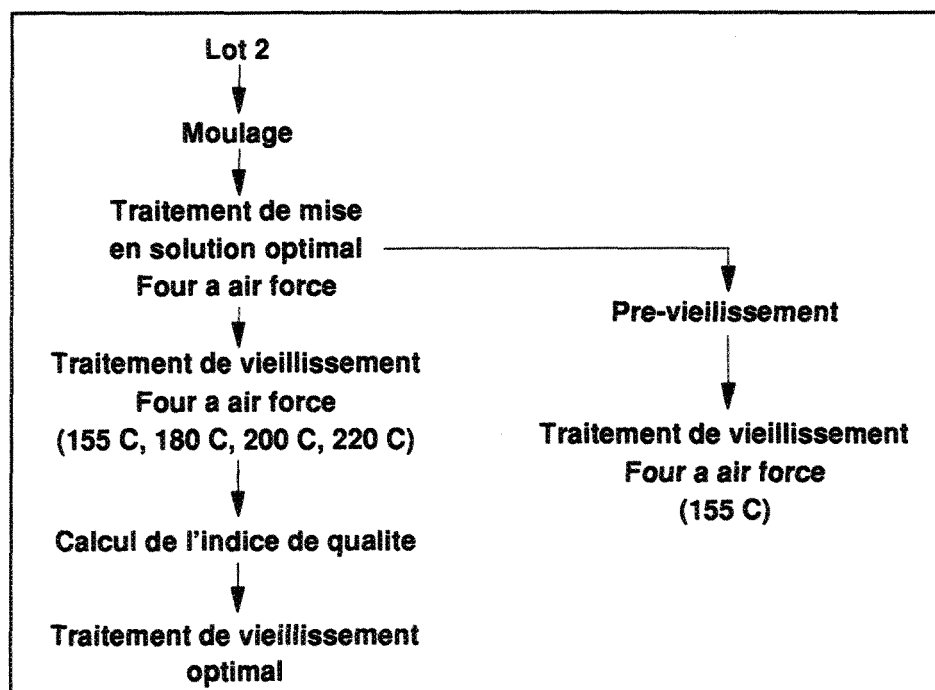 Lot 2
Moulage
Traitement de mise
en solution optimal
Four a air force
Traitement de vieillissement
Four a air force
(155 C, 180 C, 200 C, 220 C)
Calcul de l'indice de qualite
Traitement de vieillissement
optimal
Pre-vieilissement
Traitement de vieillissement
Four a air force
(155 C)